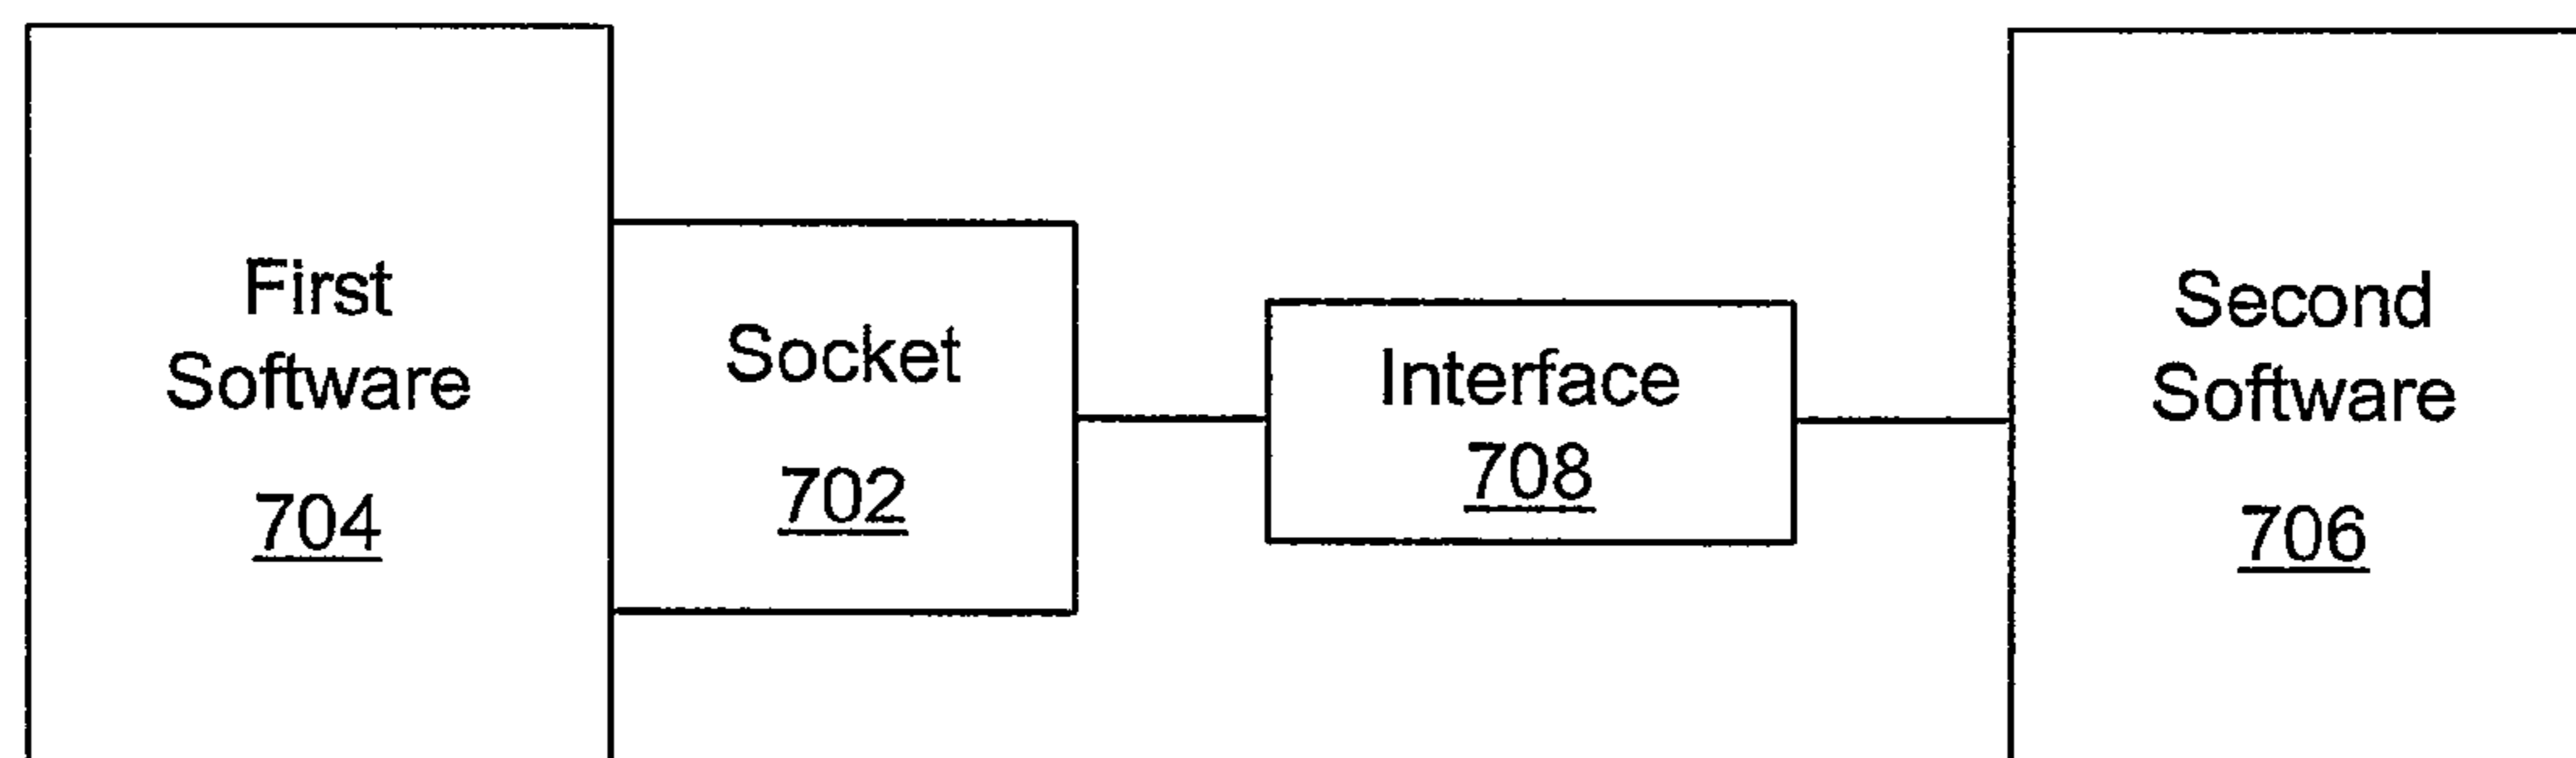 First
Software
704
Socket
702
Interface
708
Second
Software
706